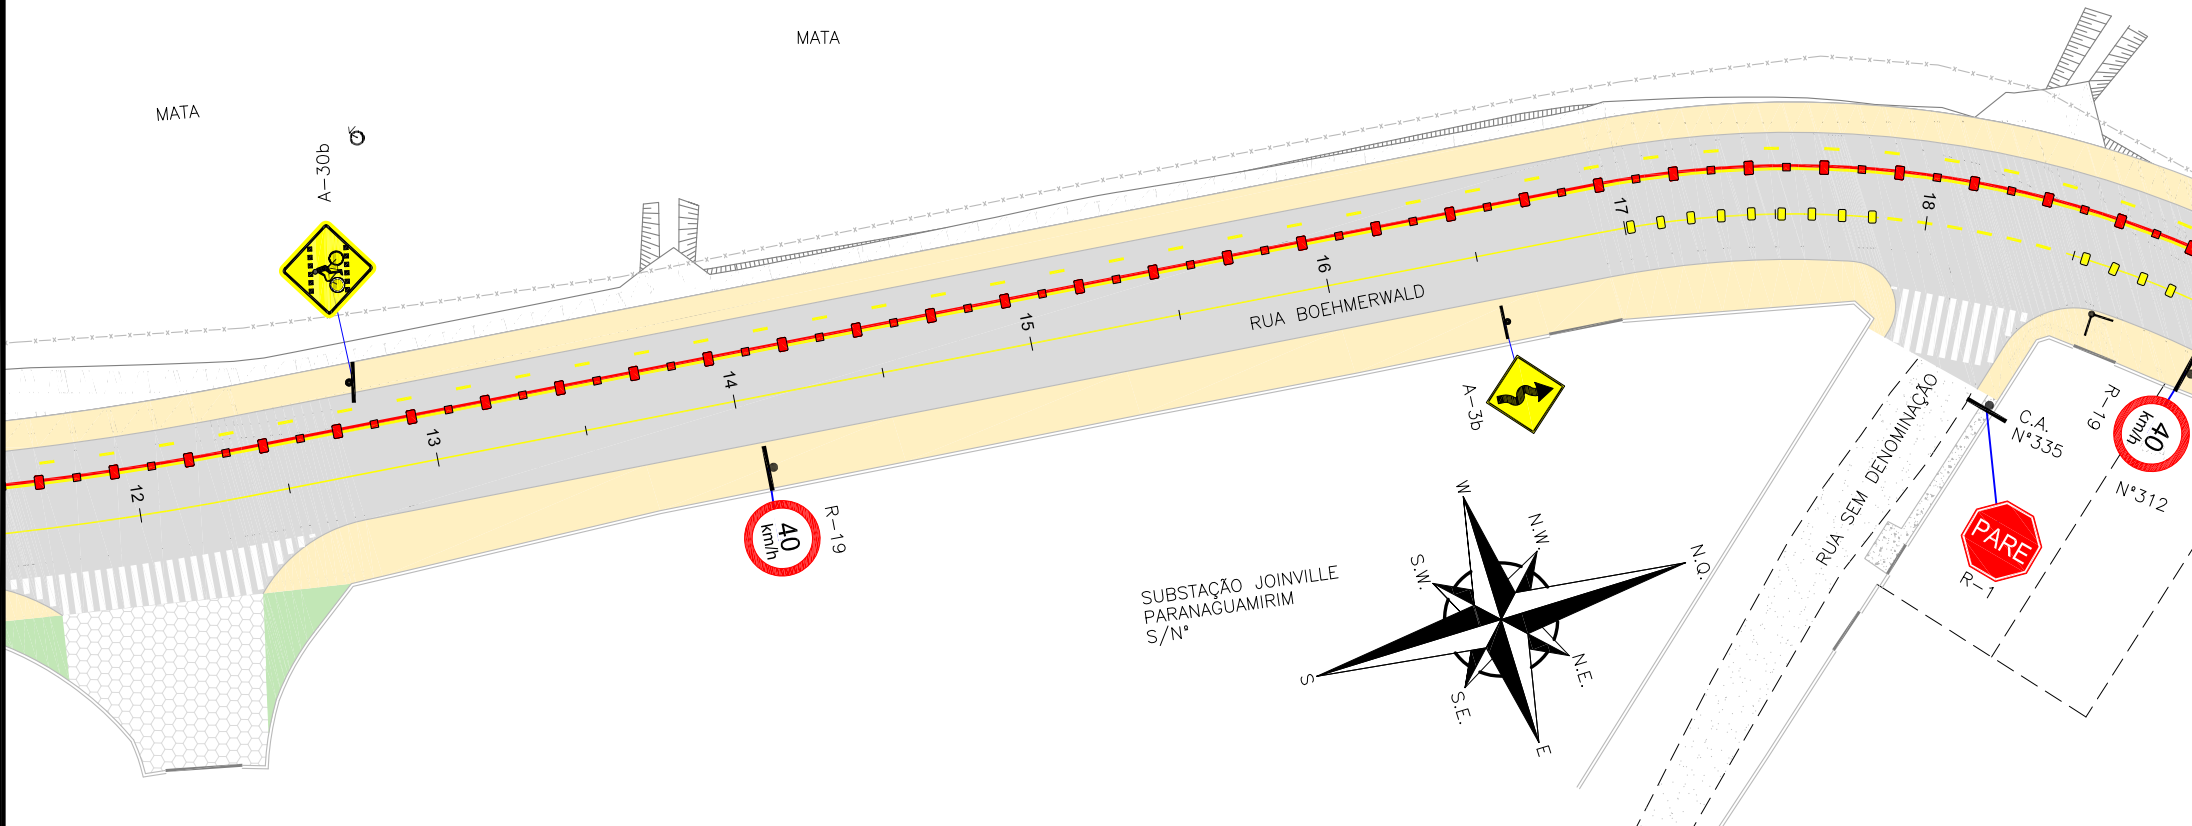 MATA
MATA
A-30b
12
13
14
15
16
17
18
RUA BOEHMERWALD
40
km/h
R-19
A-3b
SUBSTAÇÃO JOINVILLE
PARANAGUAMIRIM
S/N°
W
N.W.
N.Q.
S.W.
S
S.E.
E
N.E.
RUA SEM DENOMINAÇÃO
C.A.
N°335
R-19
40
km/h
N°312
PARE
R-1